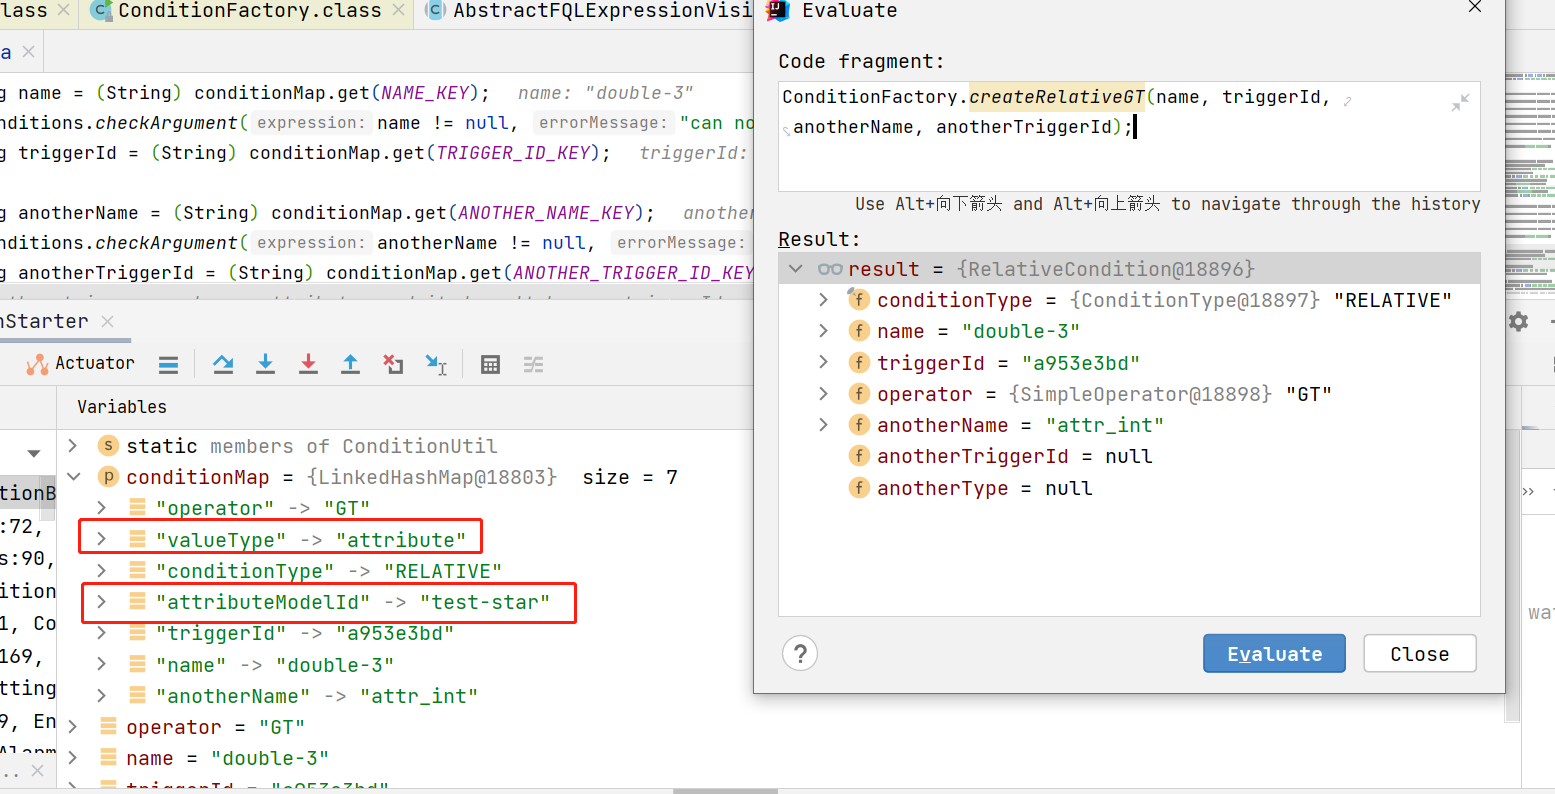 lass
ConditionFactory.class
AbstractFQLExpressionVisi
a
g name = (String) conditionMap.get(NAME_KEY); name: "double-3"
nditions.checkArgument( expression: name != null, errorMessage: "can no
g triggerId = (String) conditionMap.get(TRIGGER_ID_KEY); triggerId:
g anotherName = (String) conditionMap.get(ANOTHER_NAME_KEY); another
nditions.checkArgument( expression: anotherName != null, errorMessage:
g anotherTriggerId = (String) conditionMap.get(ANOTHER_TRIGGER_ID_KEY
nStarter
Actuator
Variables
static members of ConditionUtil
conditionMap = {LinkedHashMap@18803} size = 7
"operator" -> "GT"
"valueType" -> "attribute"
"conditionType" -> "RELATIVE"
"attributeModelId" -> "test-star"
"triggerId" -> "a953e3bd"
"name" -> "double-3"
"anotherName" -> "attr_int"
operator = "GT"
name = "double-3"
triggerId = "a953e3bd"
tionB
:72,
s:90,
dition
1, Co
169,
tting
9, En
Alarm
..
Evaluate
Code fragment:
ConditionFactory.createRelativeGT(name, triggerId,
anotherName, anotherTriggerId);
Use Alt+向下箭头 and Alt+向上箭头 to navigate through the history
Result:
result = {RelativeCondition@18896}
conditionType = {ConditionType@18897} "RELATIVE"
name = "double-3"
triggerId = "a953e3bd"
operator = {SimpleOperator@18898} "GT"
anotherName = "attr_int"
anotherTriggerId = null
anotherType = null
?
Evaluate
Close
wat